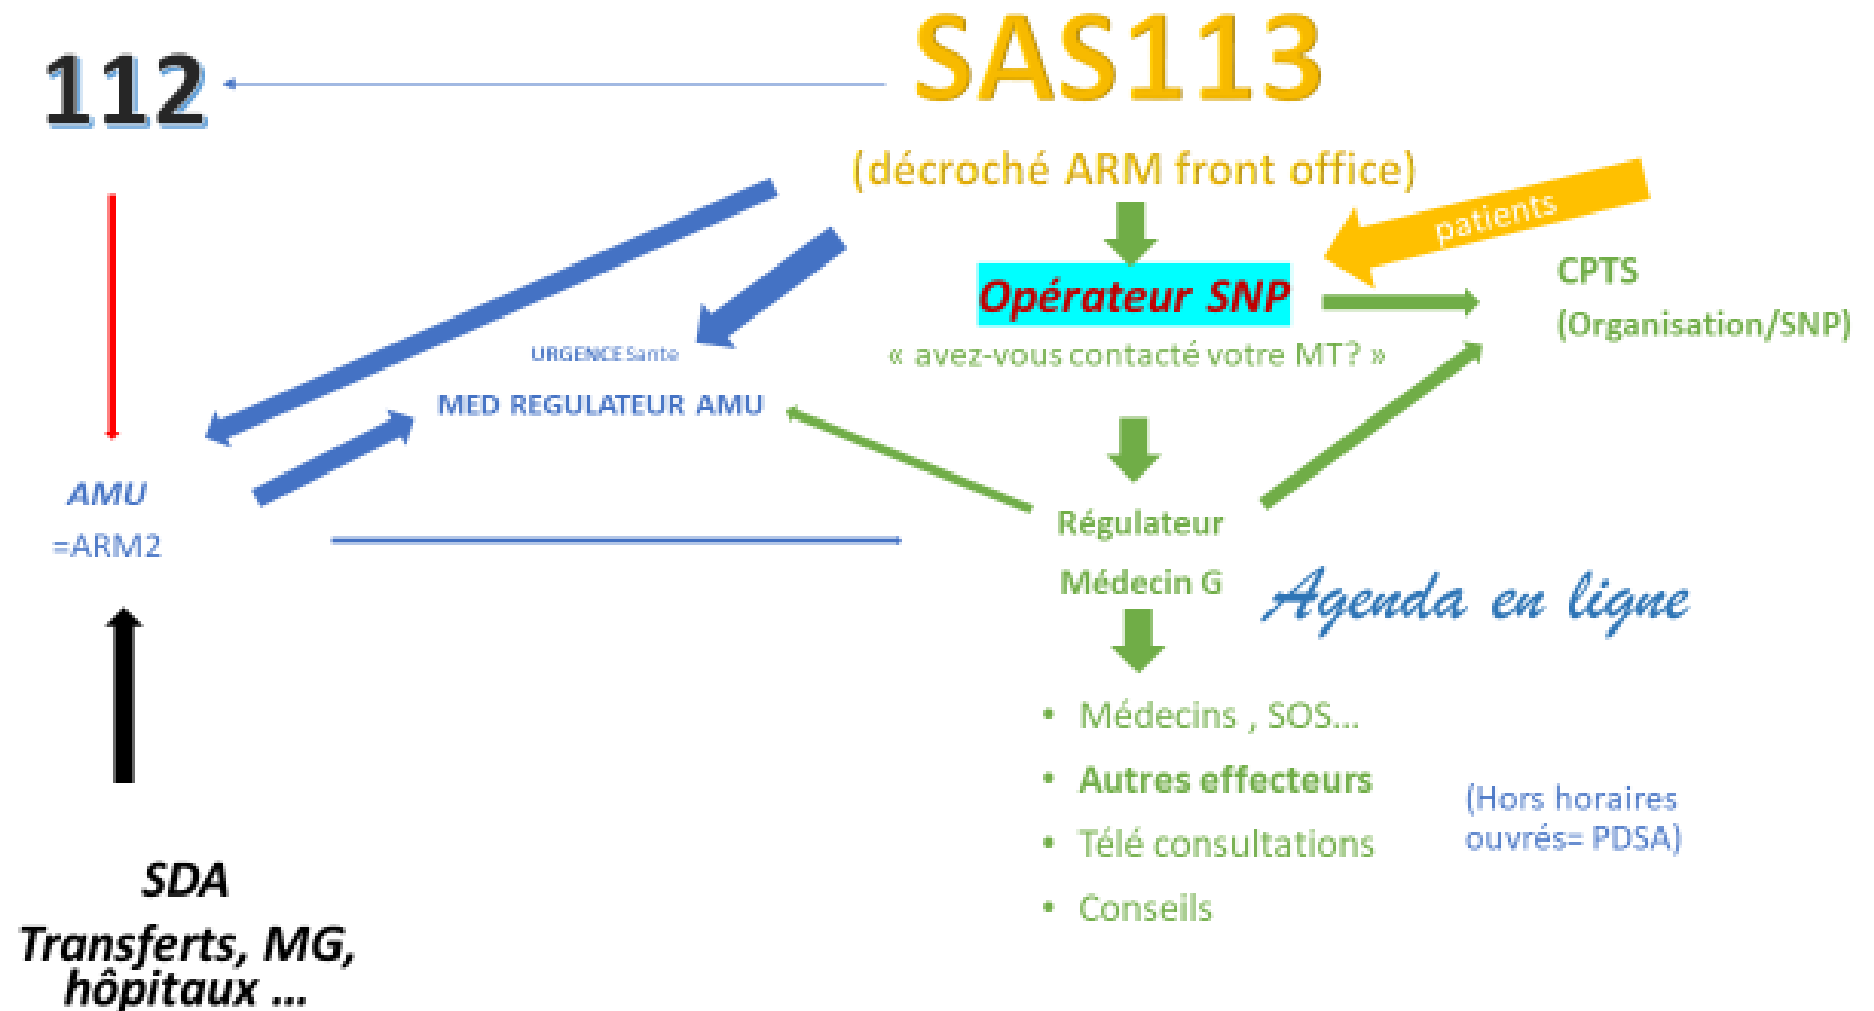 112
SAS113
(décroché ARM front office)
patients
Opérateur SNP
CPTS
(Organisation/SNP)
« avez-vous contacté votre MT? »
URGENCE Sante
MED REGULATEUR AMU
AMU
=ARM2
Régulateur
Médecin G
Agenda en ligne
• Médecins , SOS...
• Autres effecteurs
• Télé consultations
• Conseils
(Hors horaires
ouvrés= PDSA)
SDA
Transferts, MG,
hôpitaux ...